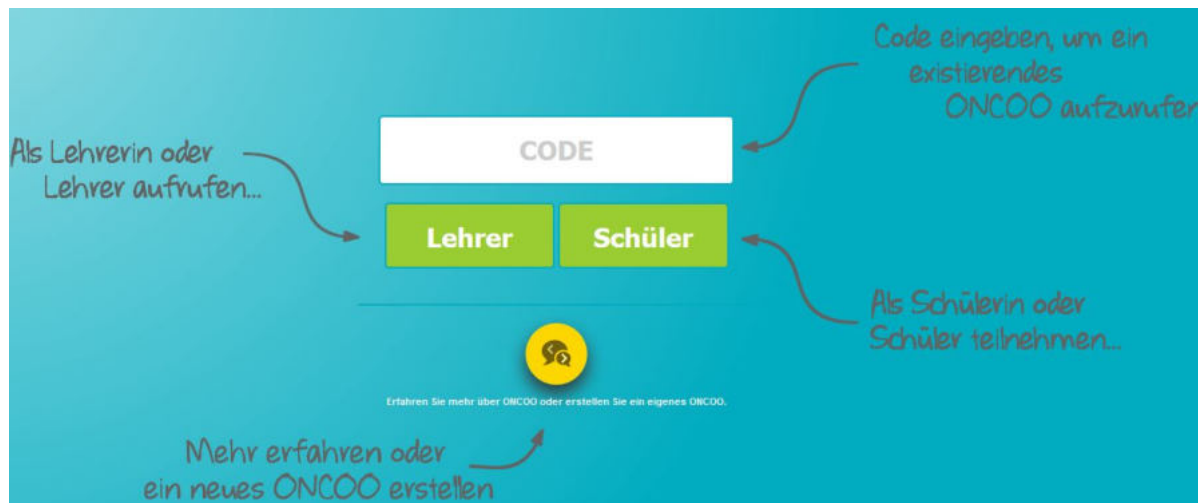 Code eingeben, um ein
existierendes
ONCOO aufzurufen
CODE
Als Lehrerin oder
Lehrer aufrufen...
Lehrer
Schüler
Als Schülerin oder
Schüler teilnehmen...
Erfahren Sie mehr über ONCOO oder erstellen Sie ein eigenes ONCOO.
Mehr erfahren oder
ein neues ONCOO erstellen